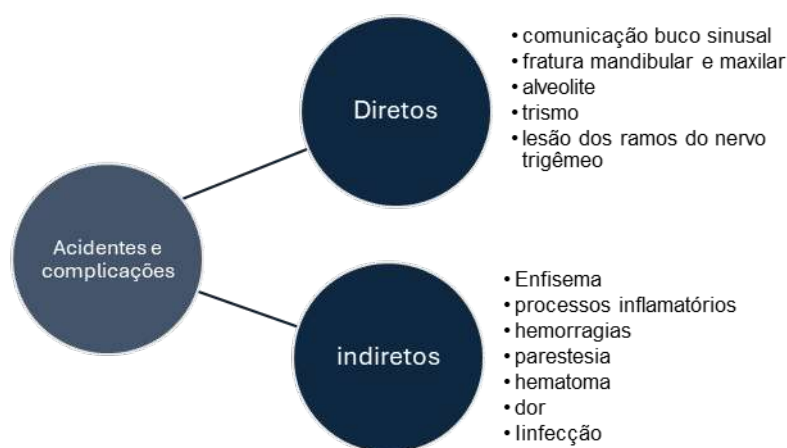 Acidentes e
complicações
Diretos
• comunicação buco sinusal
• fratura mandibular e maxilar
• alveolite
• trismo
• lesão dos ramos do nervo
trigêmeo
indiretos
• Enfisema
• processos inflamatórios
• hemorragias
• parestesia
• hematoma
• dor
• Iinfecção